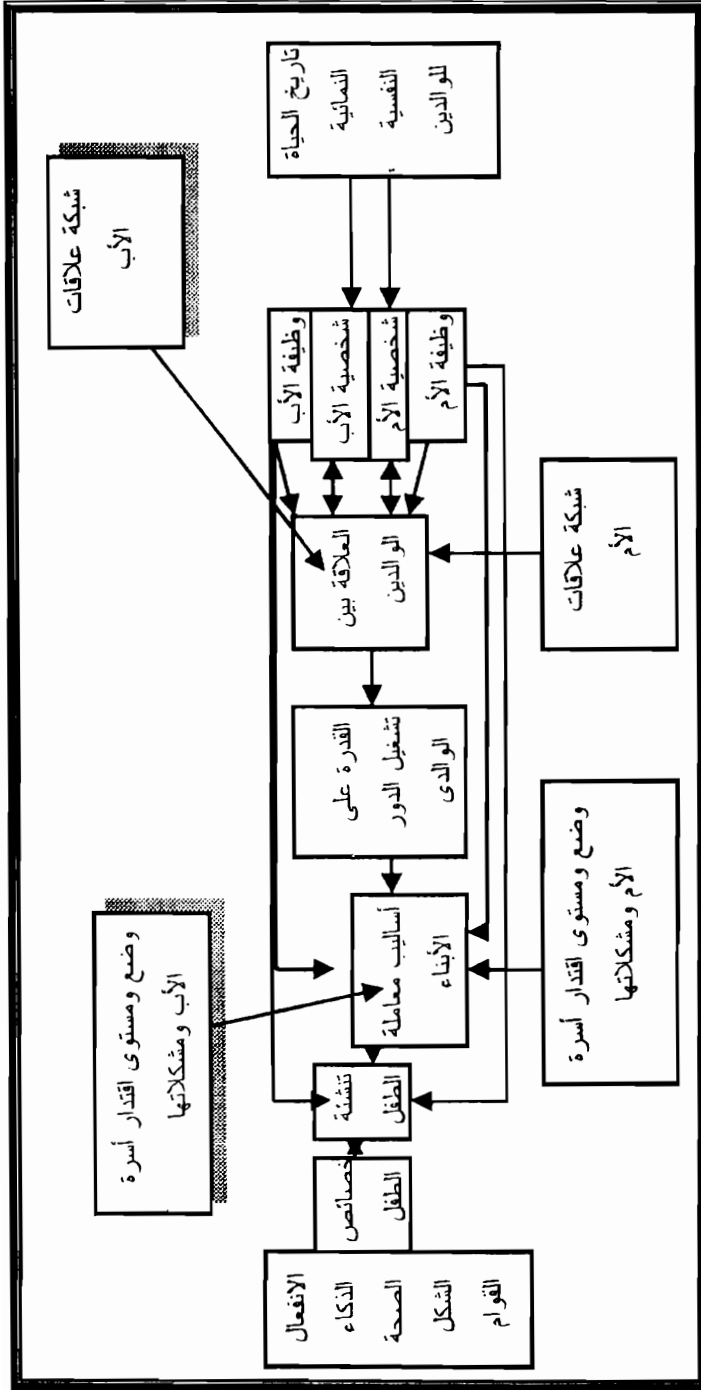 تاريخ الحياة
النمائية
النفسية
للوالدين
شبكة علاقات
الأب
وظيفة الأب
شخصية الأب
شخصية الأم
وظيفة الأم
العلاقة بين
الوالدين
شبكة علاقات
الأم
القدرة على
تشغيل الدور
الوالدى
وضع ومستوى اقتدار أسرة
الأب ومشكلاتها
أساليب معاملة
الأبناء
وضع ومستوى اقتدار أسرة
الأم ومشكلاتها
تنشئة
الطفل
خصائص
الطفل
الانفعال
الذكاء
الصحة
الشكل
القوام